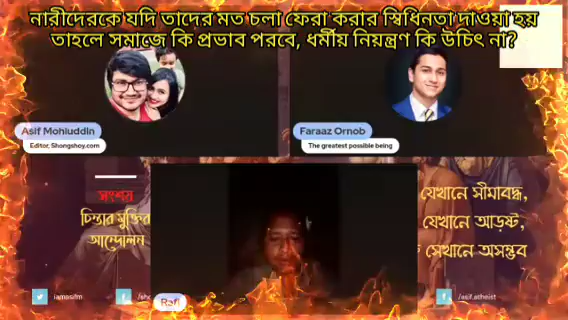 নারীদেরকে যদি তাদের মত চলা ফেরা করার স্বিধিনতা দাওয়া হয়
তাহলে সমাজে কি প্রভাব পরবে, ধর্মীয় নিয়ন্ত্রণ কি উচিৎ না?
Asif Mohiuddin
Editor, Shongshoy.com
Faraaz Ornob
The greatest possible being
সংশয়
চিন্তার মুক্তির
আন্দোলন
যেখানে সীমাবদ্ধ,
যেখানে আড়ষ্ট,
সেখানে অসম্ভব
iamasifm
Rafi
/asif.atheist